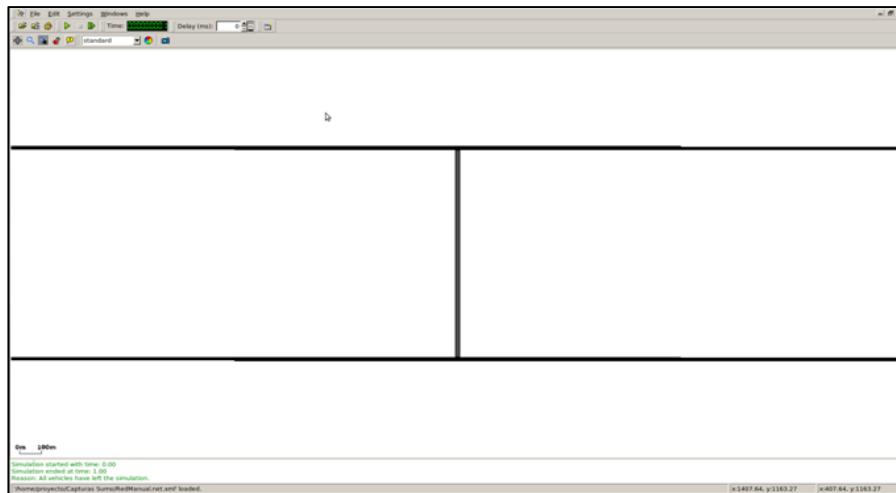 File Edit Settings Windows Help
Time: Delay (ms): 0
standard
0m 100m
Simulation started with time: 0.00
Simulation ended at time: 1.00
Reason: All vehicles have left the simulation.
'/home/proyecto/Capturas Sumo/RedManual.net.xml' loaded. x:1407.64, y:1163.27 x:407.64, y:1163.27